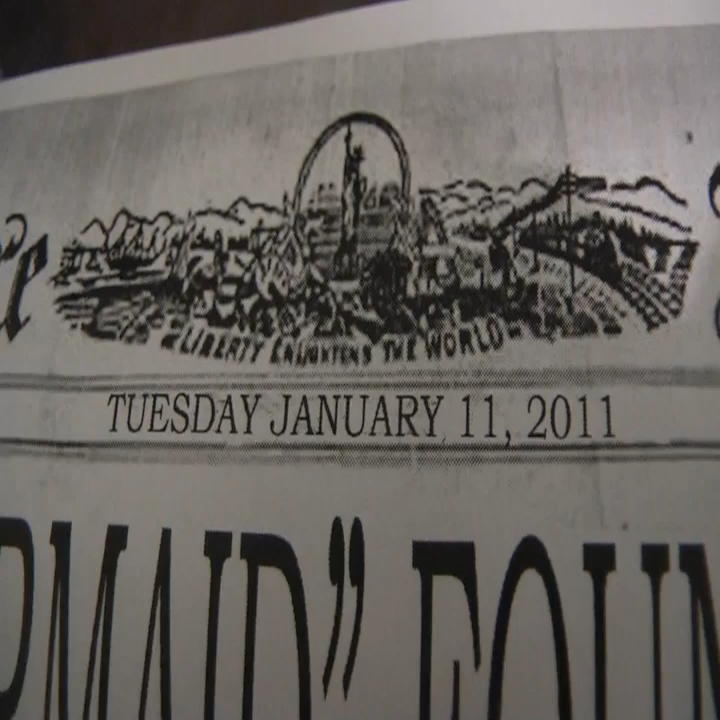 LIBERTY ENLIGHTENS THE WORLD
TUESDAY JANUARY 11, 2011
RMAID” FOUN